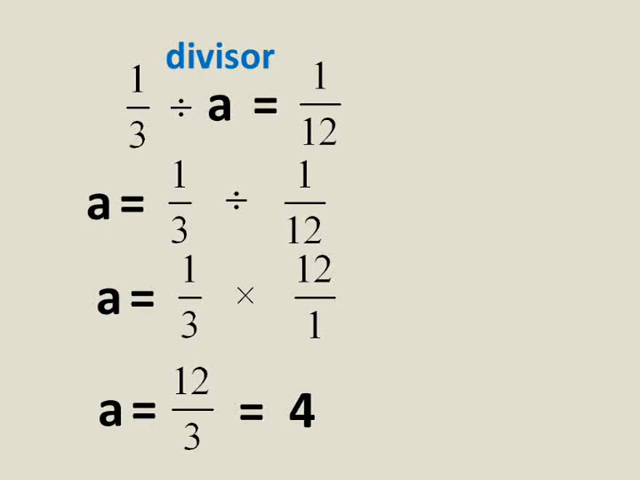 divisor
1/3 ÷ a = 1/12
a = 1/3 ÷ 1/12
a = 1/3 × 12/1
a = 12/3 = 4